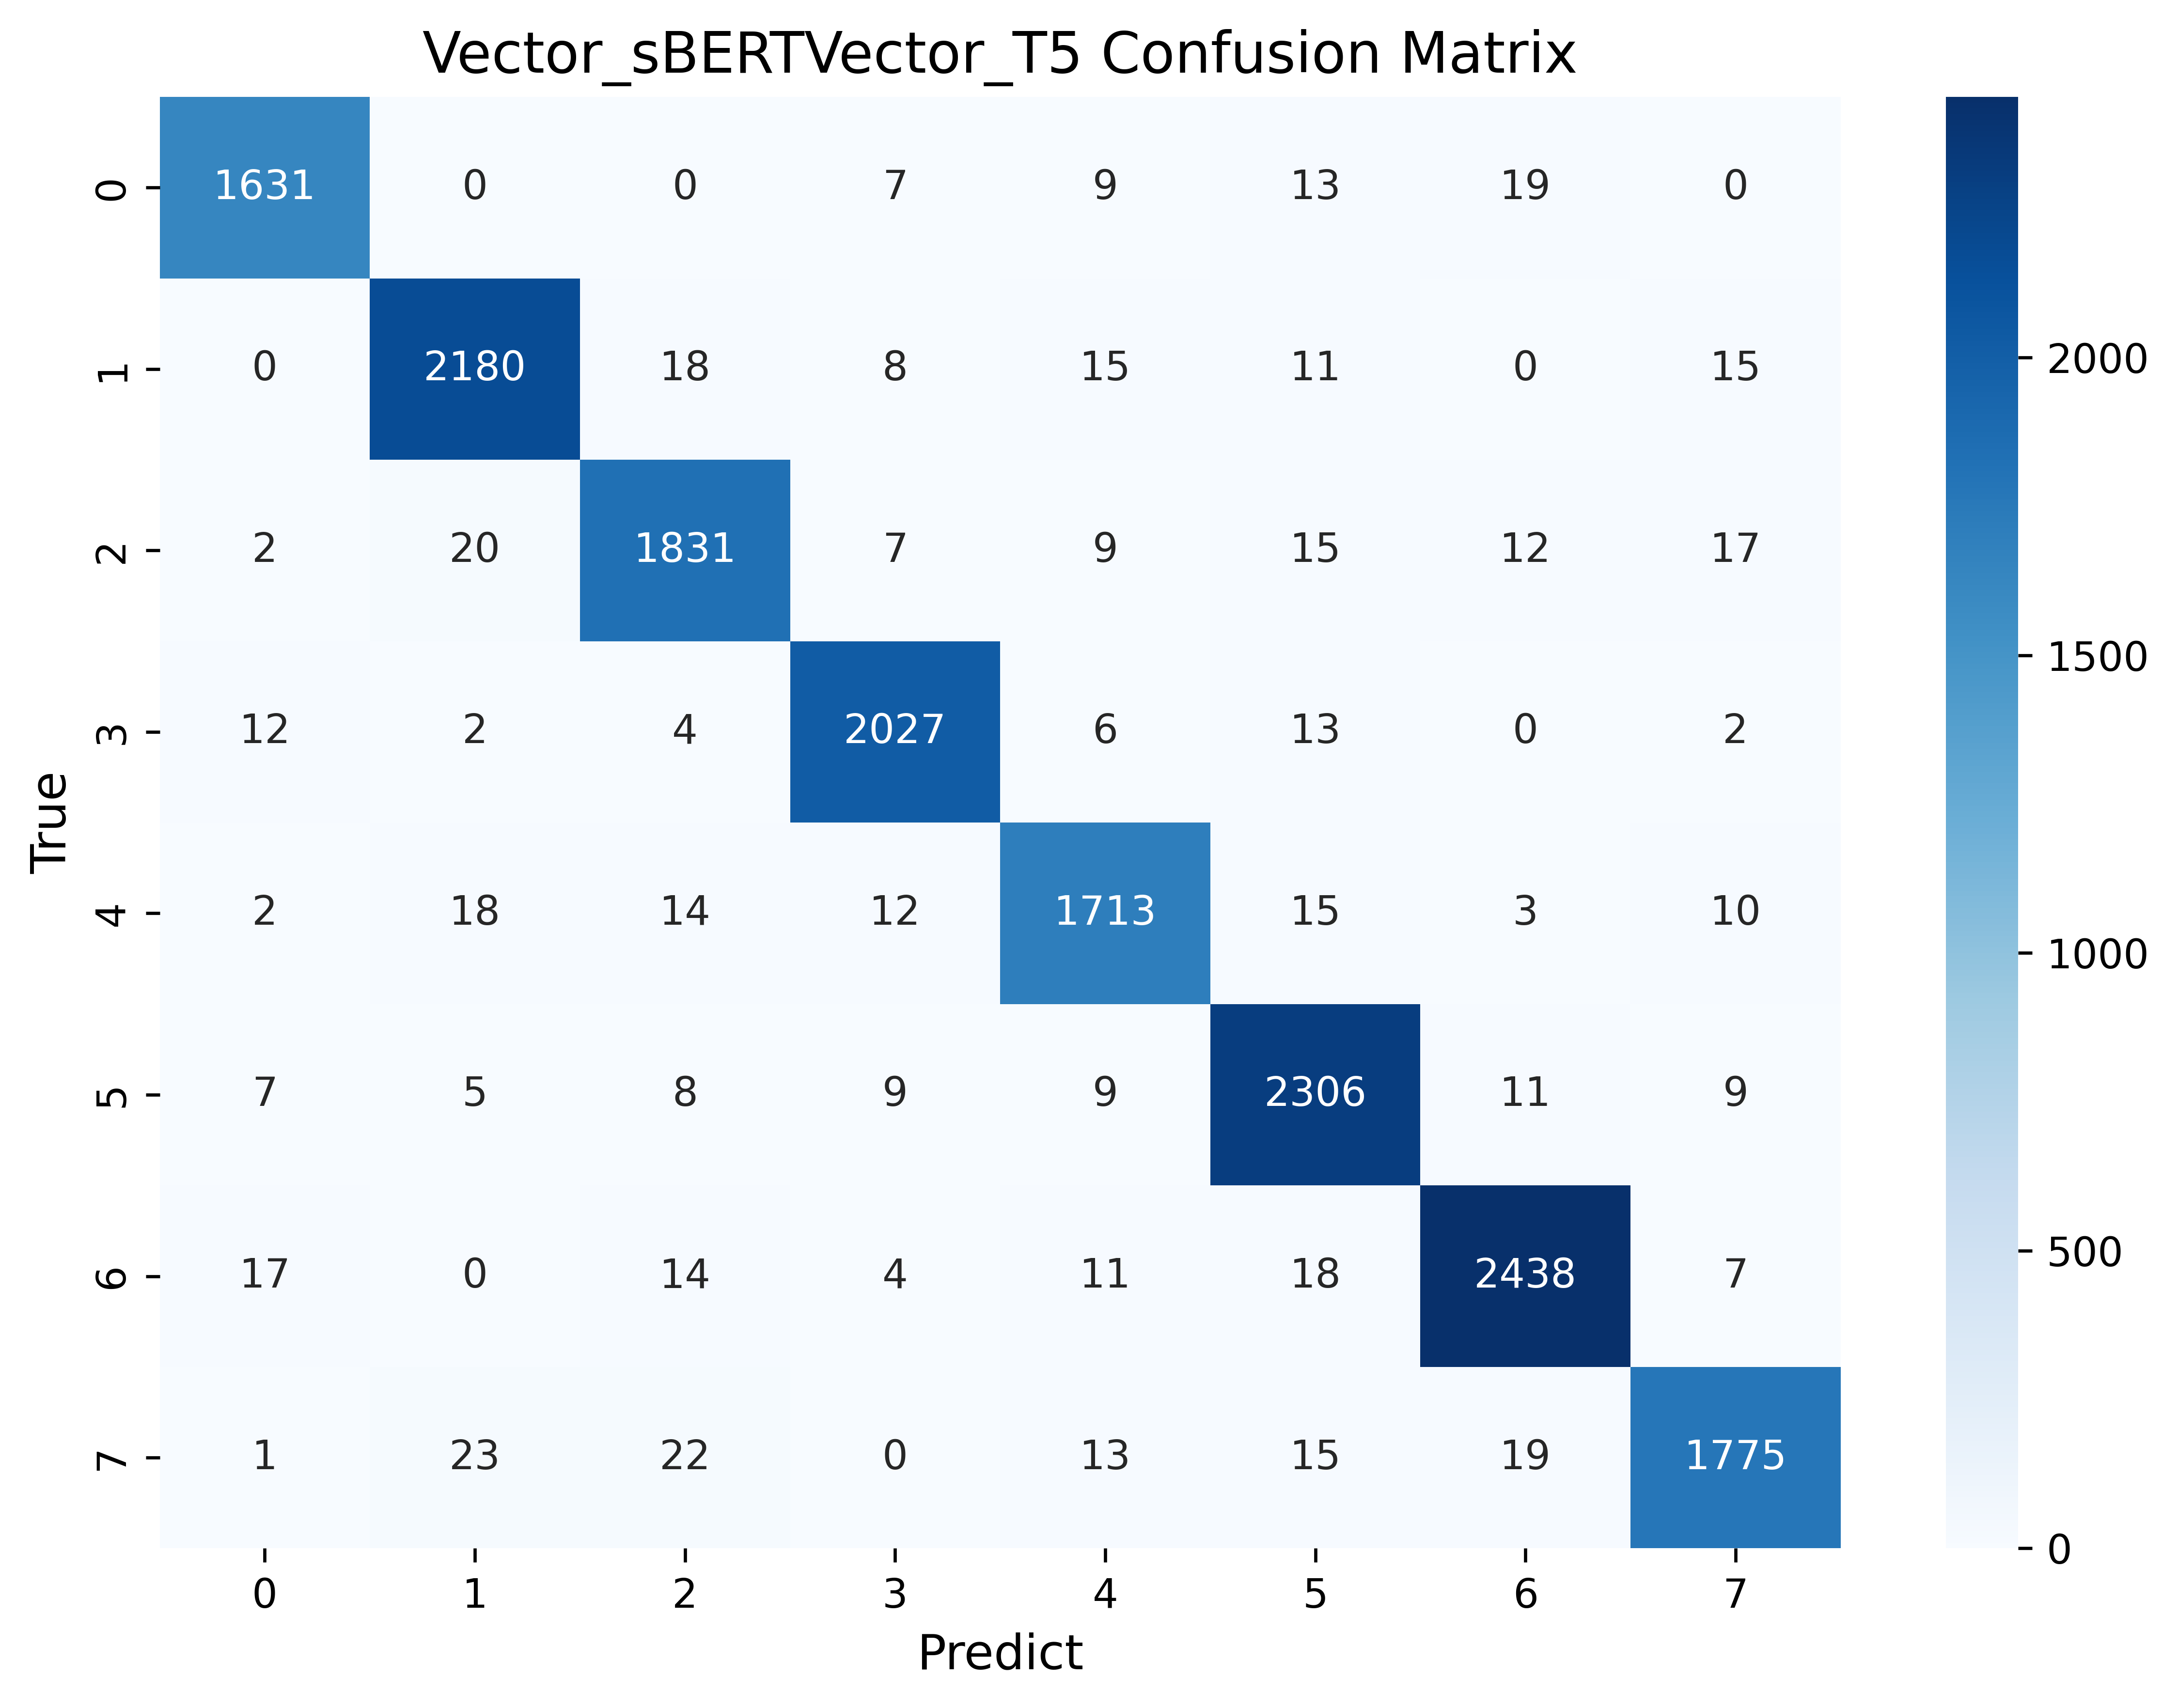 Vector_sBERTVector_T5 Confusion Matrix
0 1631 0 0 7 9 13 19 0
1 0 2180 18 8 15 11 0 15 2000
2 2 20 1831 7 9 15 12 17
1500
3 12 2 4 2027 6 13 0 2
True
4 2 18 14 12 1713 15 3 10 1000
5 7 5 8 9 9 2306 11 9
500
6 17 0 14 4 11 18 2438 7
7 1 23 22 0 13 15 19 1775
0
0 1 2 3 4 5 6 7
Predict